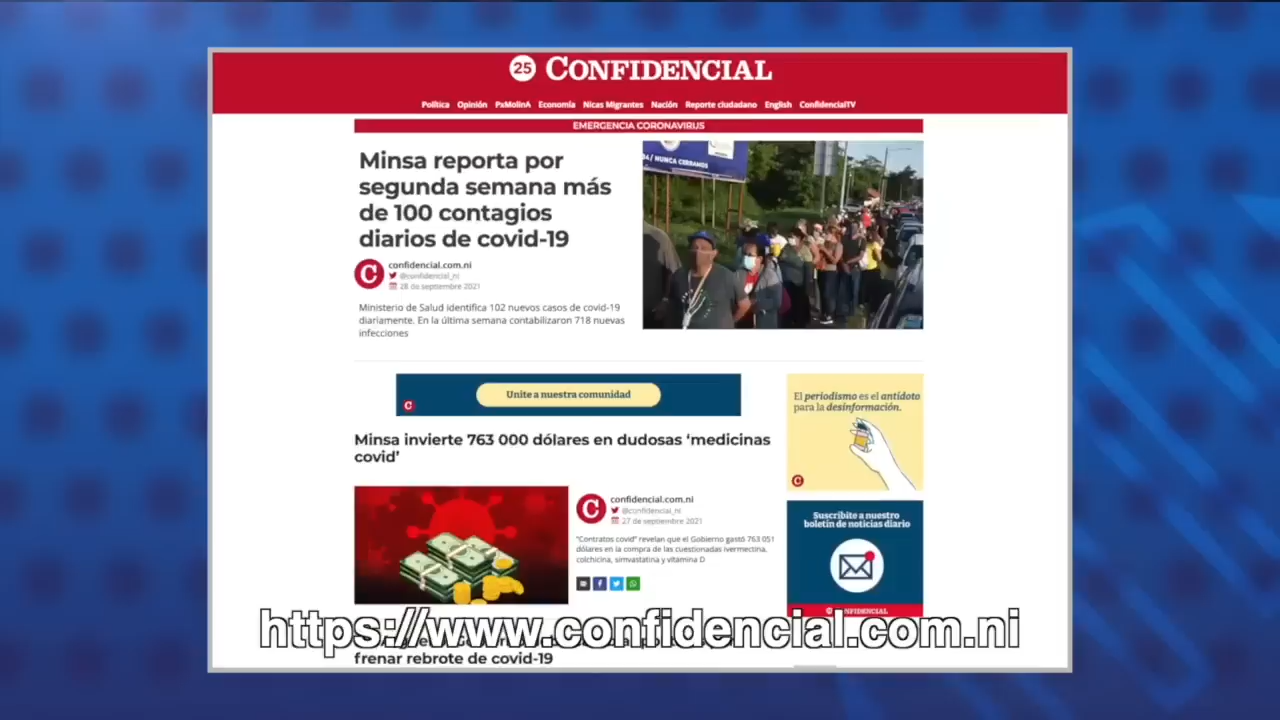 25 CONFIDENCIAL
Política Opinión PxMolinA Economía Nicas Migrantes Nación Reporte ciudadano English ConfidencialTV
EMERGENCIA CORONAVIRUS
Minsa reporta por
segunda semana más
de 100 contagios
diarios de covid-19
confidencial.com.ni
@confidencial_ni
28 de septiembre 2021
Ministerio de Salud identifica 102 nuevos casos de covid-19
diariamente. En la última semana contabilizaron 718 nuevas
infecciones
NUNCA CERRAMOS
Unite a nuestra comunidad
C
El periodismo es el antídoto
para la desinformación.
C
Minsa invierte 763 000 dólares en dudosas ‘medicinas
covid’
C
confidencial.com.ni
@confidencial_ni
27 de septiembre 2021
“Contratos covid” revelan que el Gobierno gastó 763 051
dólares en la compra de las cuestionadas ivermectina,
colchicina, simvastatina y vitamina D
Suscribite a nuestro
boletín de noticias diario
CONFIDENCIAL
https://www.confidencial.com.ni
frenar rebrote de covid-19